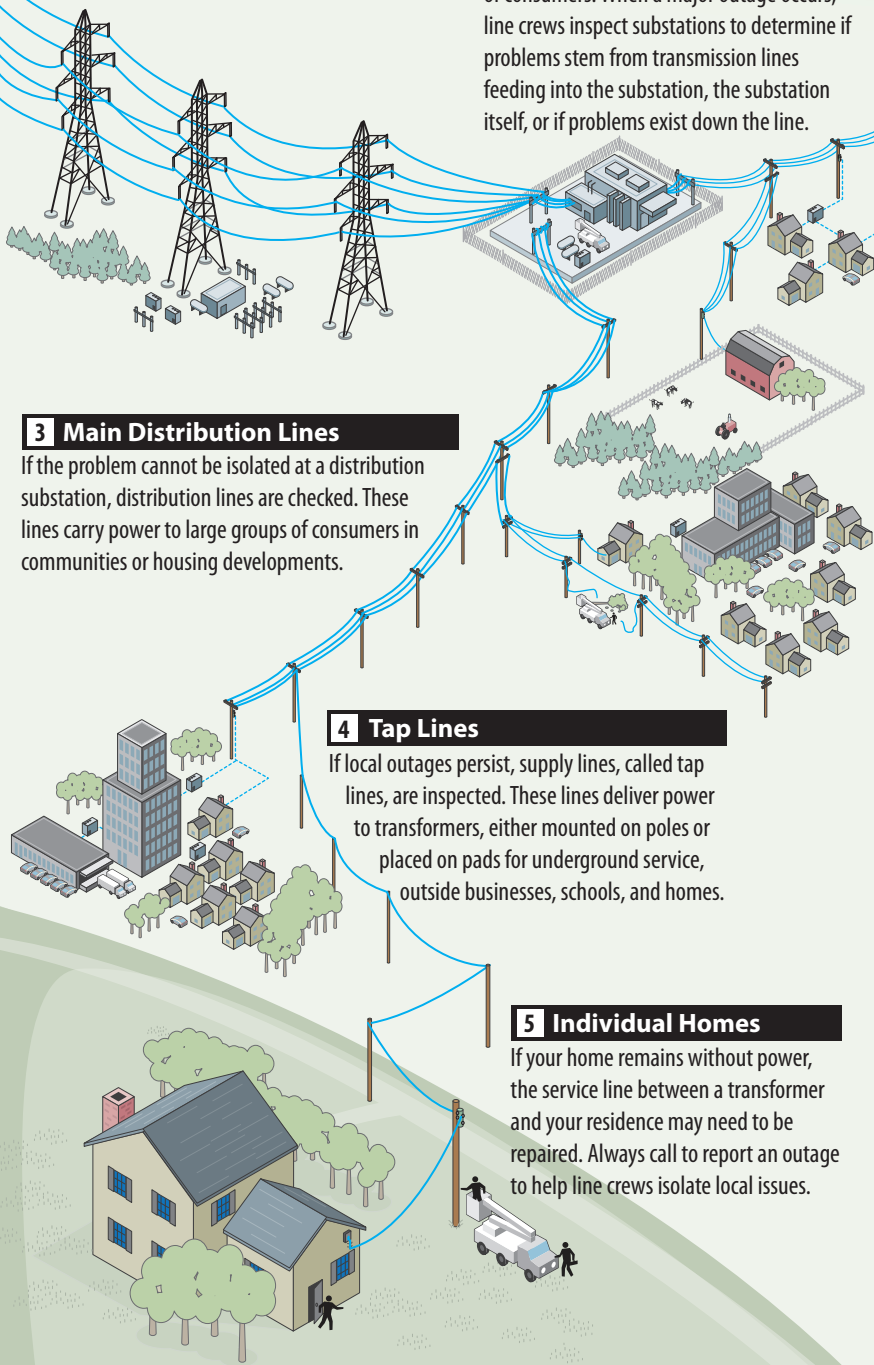 of consumers. When a major outage occurs,
line crews inspect substations to determine if
problems stem from transmission lines
feeding into the substation, the substation
itself, or if problems exist down the line.
3 Main Distribution Lines
If the problem cannot be isolated at a distribution
substation, distribution lines are checked. These
lines carry power to large groups of consumers in
communities or housing developments.
4 Tap Lines
If local outages persist, supply lines, called tap
lines, are inspected. These lines deliver power
to transformers, either mounted on poles or
placed on pads for underground service,
outside businesses, schools, and homes.
5 Individual Homes
If your home remains without power,
the service line between a transformer
and your residence may need to be
repaired. Always call to report an outage
to help line crews isolate local issues.